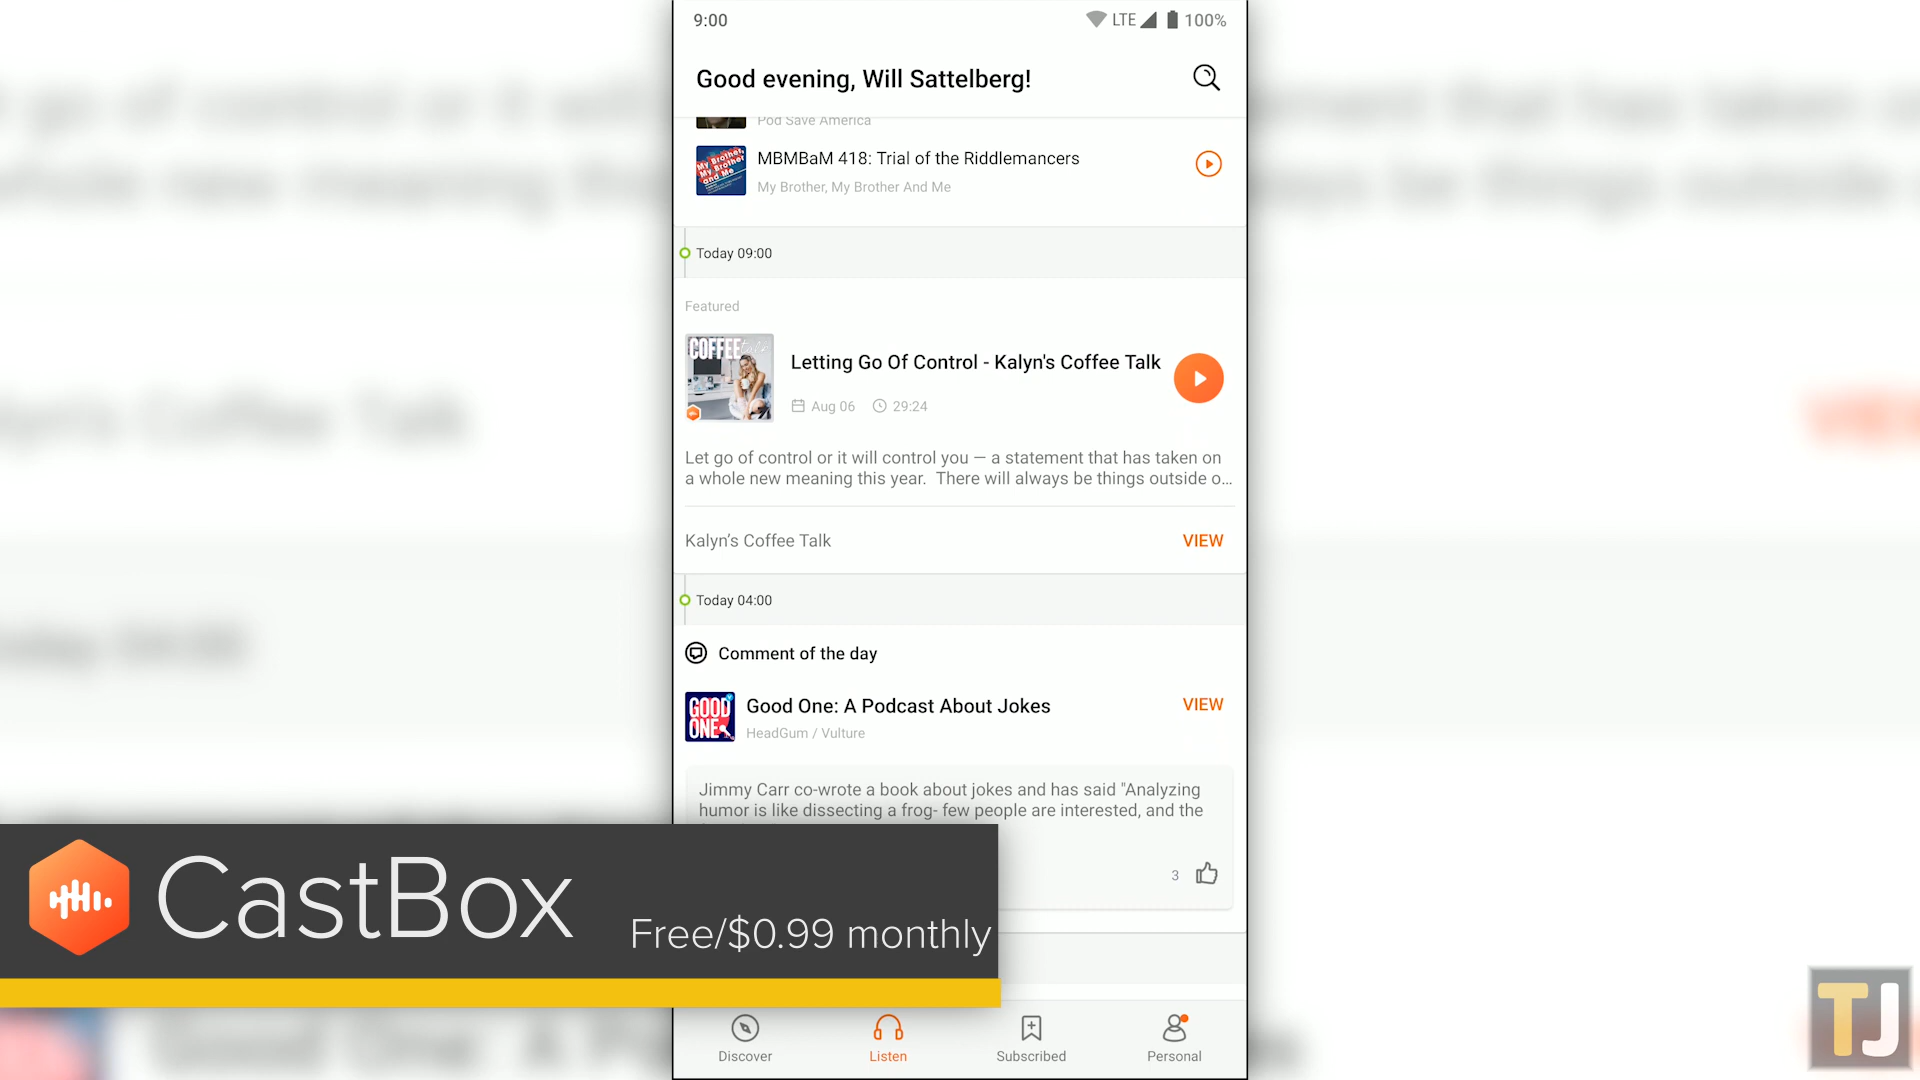 9:00
LTE 100%
Good evening, Will Sattelberg!
Pod Save America
My Brother,
My Brother
and Me
MBMBaM 418: Trial of the Riddlemancers
My Brother, My Brother And Me
Today 09:00
Featured
COFFEE talk
Letting Go Of Control - Kalyn's Coffee Talk
Aug 06 29:24
Let go of control or it will control you — a statement that has taken on
a whole new meaning this year. There will always be things outside o...
Kalyn's Coffee Talk VIEW
Today 04:00
Comment of the day
GOOD
ONE
Good One: A Podcast About Jokes VIEW
HeadGum / Vulture
Jimmy Carr co-wrote a book about jokes and has said "Analyzing
humor is like dissecting a frog- few people are interested, and the
3
CastBox
Free/$0.99 monthly
Discover Listen Subscribed Personal
TJ